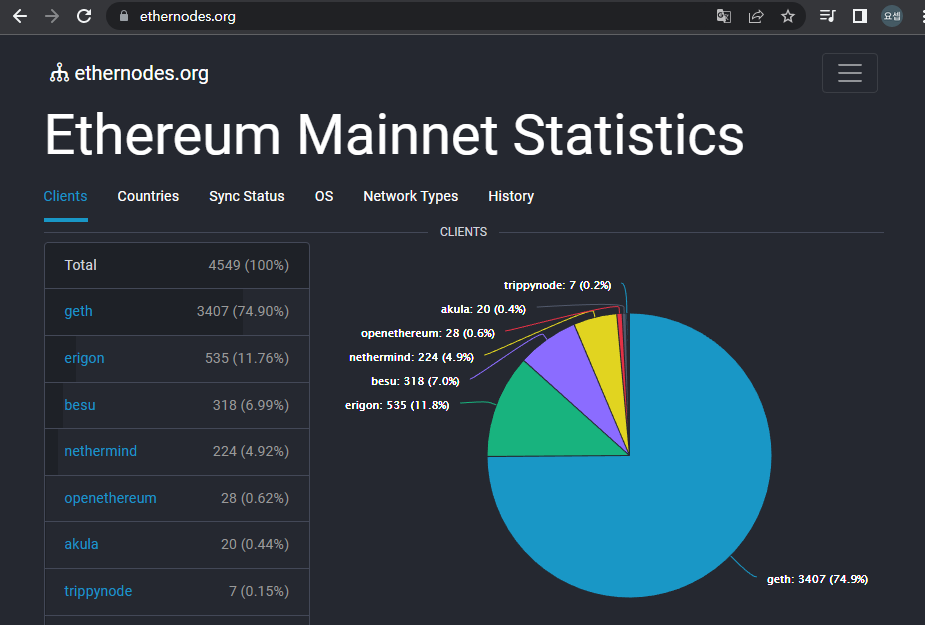 ethernodes.org
요셉
ethernodes.org
Ethereum Mainnet Statistics
Clients Countries Sync Status OS Network Types History
CLIENTS
Total 4549 (100%)
geth 3407 (74.90%)
erigon 535 (11.76%)
besu 318 (6.99%)
nethermind 224 (4.92%)
openethereum 28 (0.62%)
akula 20 (0.44%)
trippynode 7 (0.15%)
trippynode: 7 (0.2%)
akula: 20 (0.4%)
openethereum: 28 (0.6%)
nethermind: 224 (4.9%)
besu: 318 (7.0%)
erigon: 535 (11.8%)
geth: 3407 (74.9%)